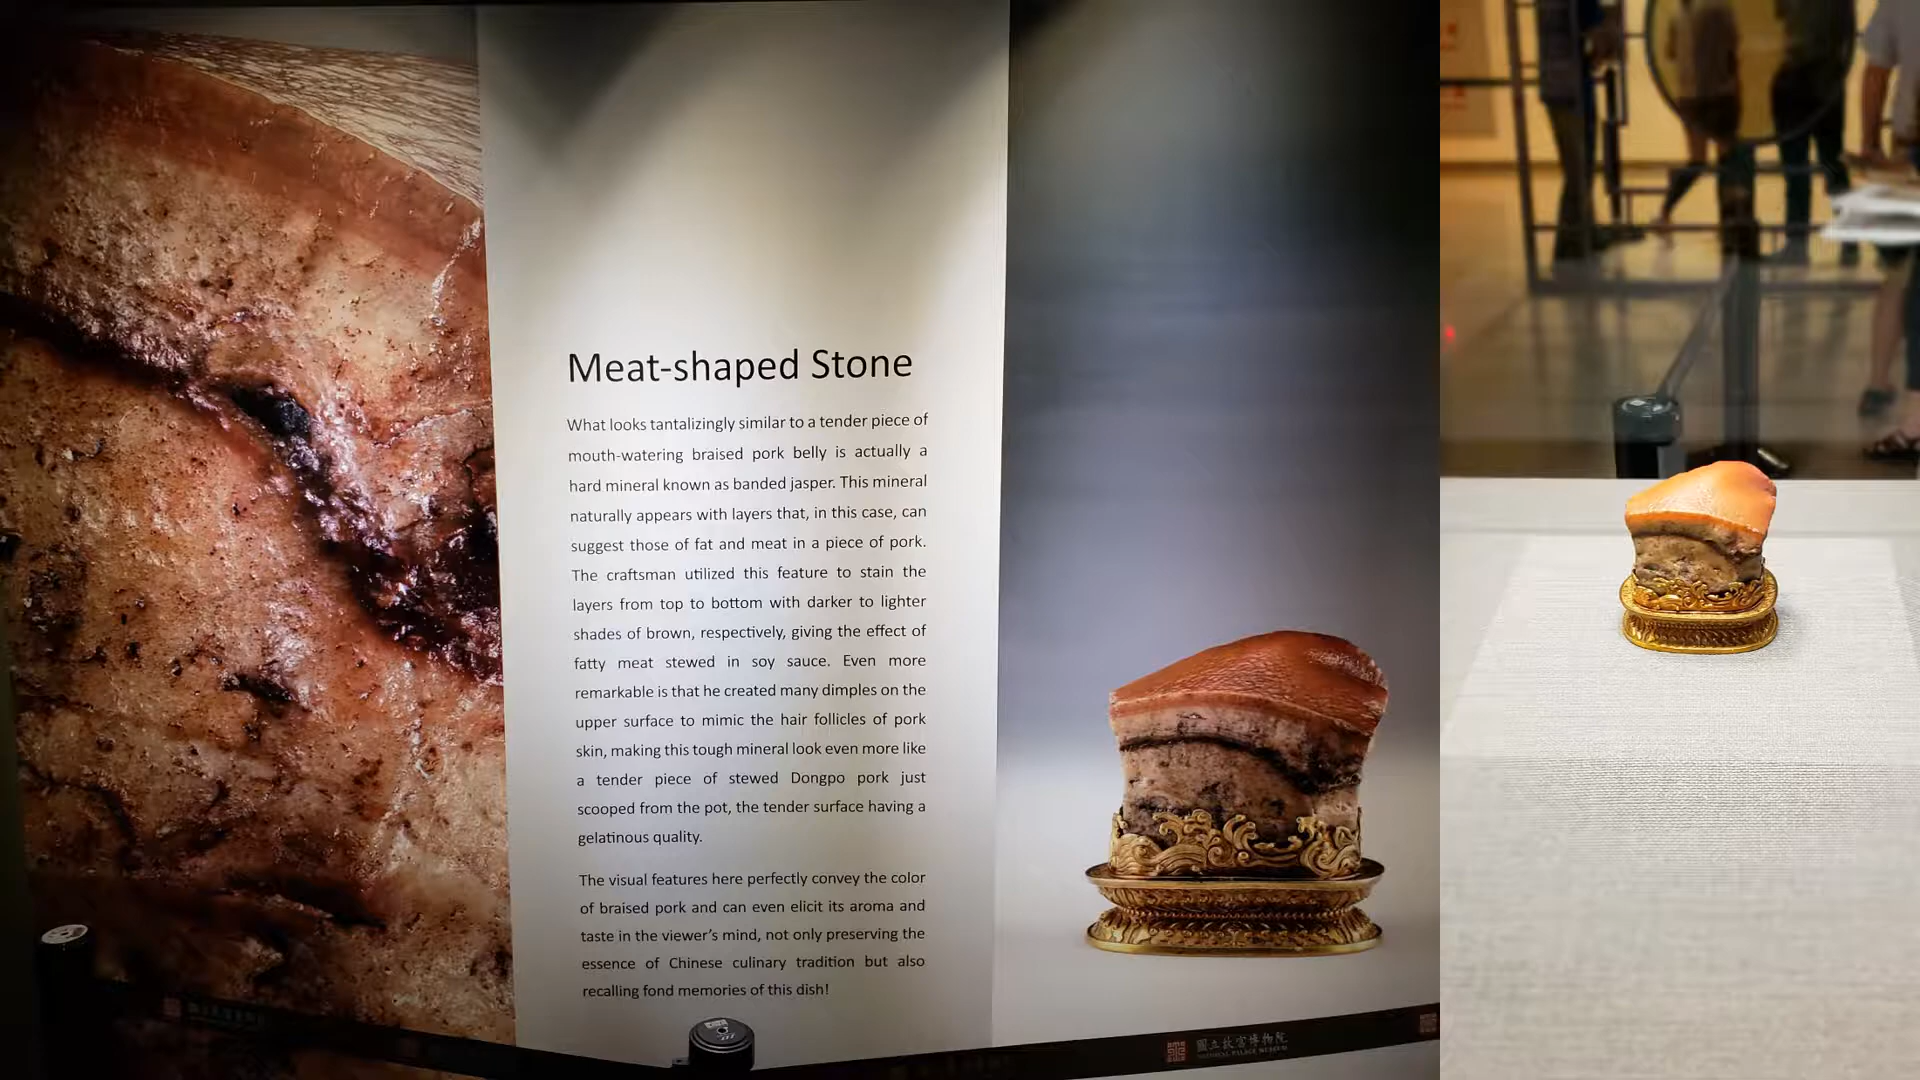 Meat-shaped Stone
What looks tantalizingly similar to a tender piece of
mouth-watering braised pork belly is actually a
hard mineral known as banded jasper. This mineral
naturally appears with layers that, in this case, can
suggest those of fat and meat in a piece of pork.
The craftsman utilized this feature to stain the
layers from top to bottom with darker to lighter
shades of brown, respectively, giving the effect of
fatty meat stewed in soy sauce. Even more
remarkable is that he created many dimples on the
upper surface to mimic the hair follicles of pork
skin, making this tough mineral look even more like
a tender piece of stewed Dongpo pork just
scooped from the pot, the tender surface having a
gelatinous quality.
The visual features here perfectly convey the color
of braised pork and can even elicit its aroma and
taste in the viewer's mind, not only preserving the
essence of Chinese culinary tradition but also
recalling fond memories of this dish!
國立故宮博物院
NATIONAL PALACE MUSEUM